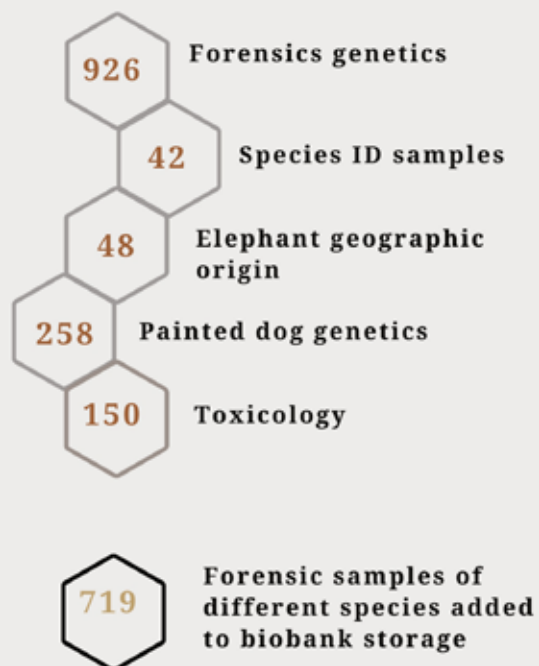 926 Forensics genetics
42 Species ID samples
48 Elephant geographic
origin
258 Painted dog genetics
150 Toxicology
719 Forensic samples of
different species added
to biobank storage